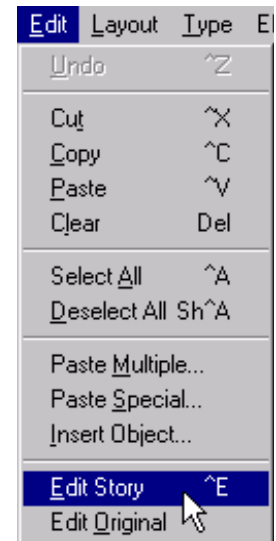 Edit Layout Type El
Undo ^Z
Cut ^X
Copy ^C
Paste ^V
Clear Del
Select All ^A
Deselect All Sh^A
Paste Multiple...
Paste Special...
Insert Object...
Edit Story ^E
Edit Original